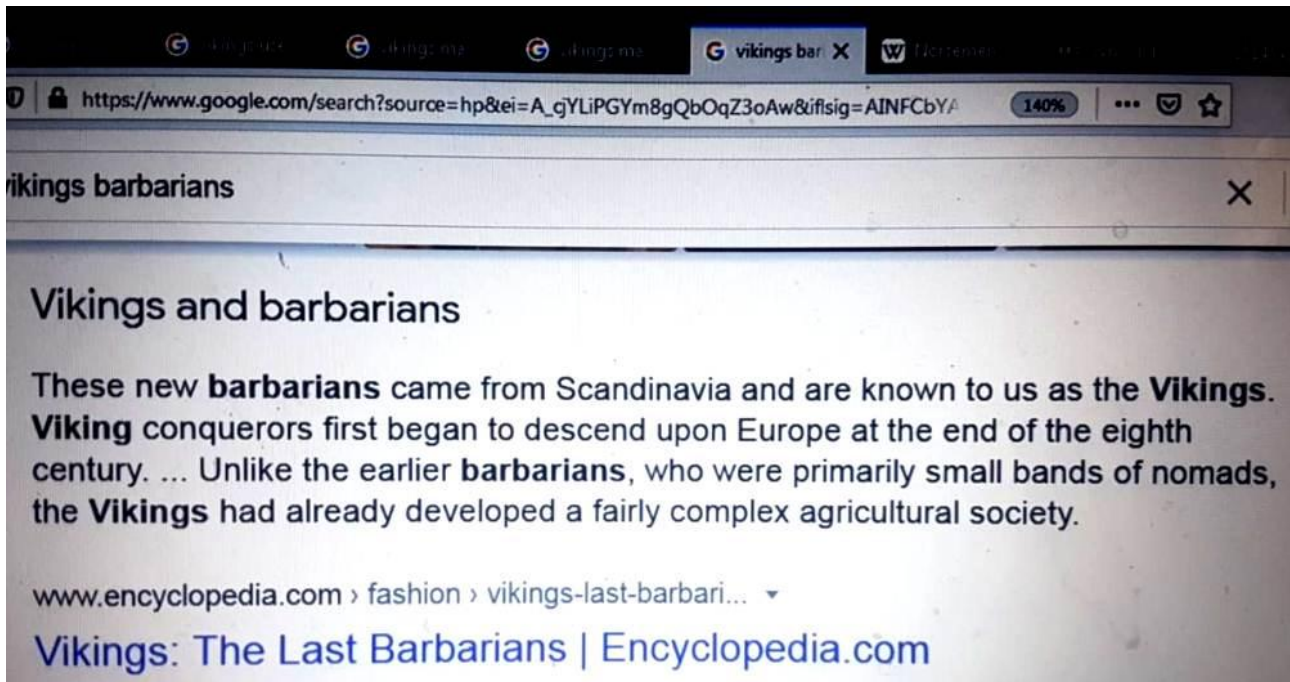 vikings bar
https://www.google.com/search?source=hp&ei=A_cjYLiPGYm8gQbOqZ3oAw&iflsig=AINFCbYA
140%
ikings barbarians
Vikings and barbarians
These new barbarians came from Scandinavia and are known to us as the Vikings.
Viking conquerors first began to descend upon Europe at the end of the eighth
century. ... Unlike the earlier barbarians, who were primarily small bands of nomads,
the Vikings had already developed a fairly complex agricultural society.
www.encyclopedia.com › fashion › vikings-last-barbari...
Vikings: The Last Barbarians | Encyclopedia.com